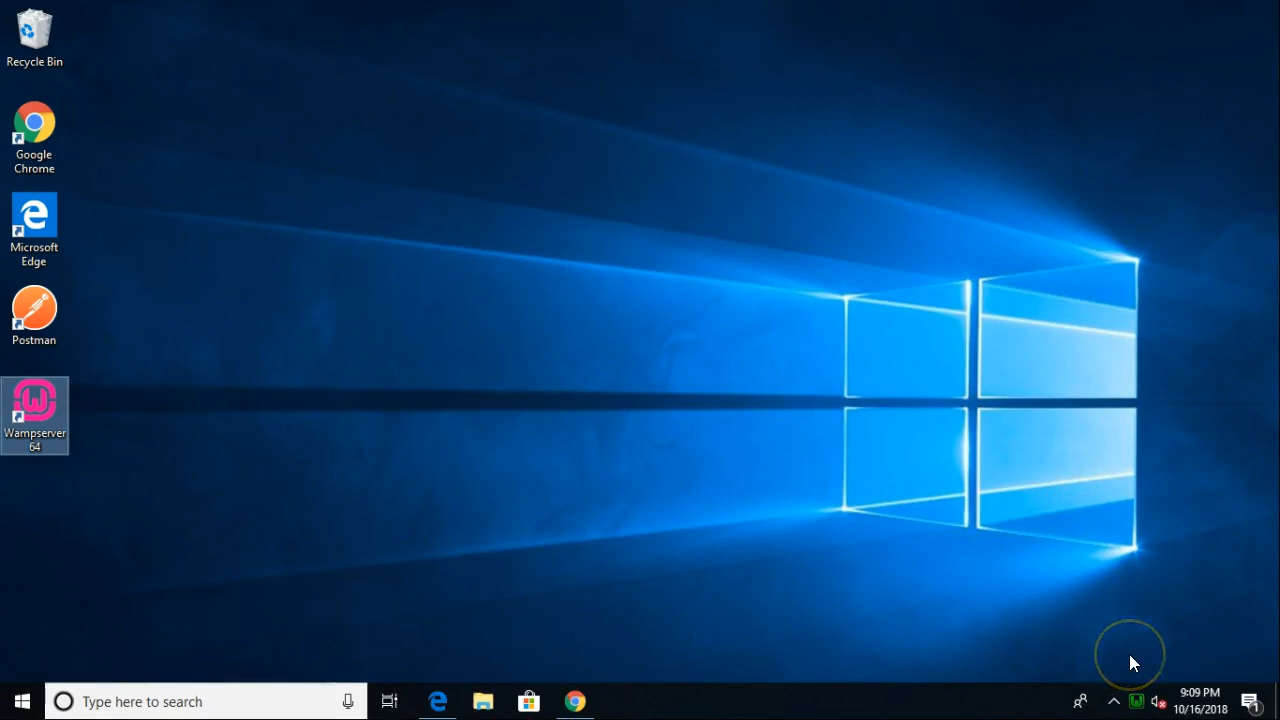 Recycle Bin
Google
Chrome
Microsoft
Edge
Postman
Wampserver
64
Type here to search
9:09 PM
10/16/2018
1